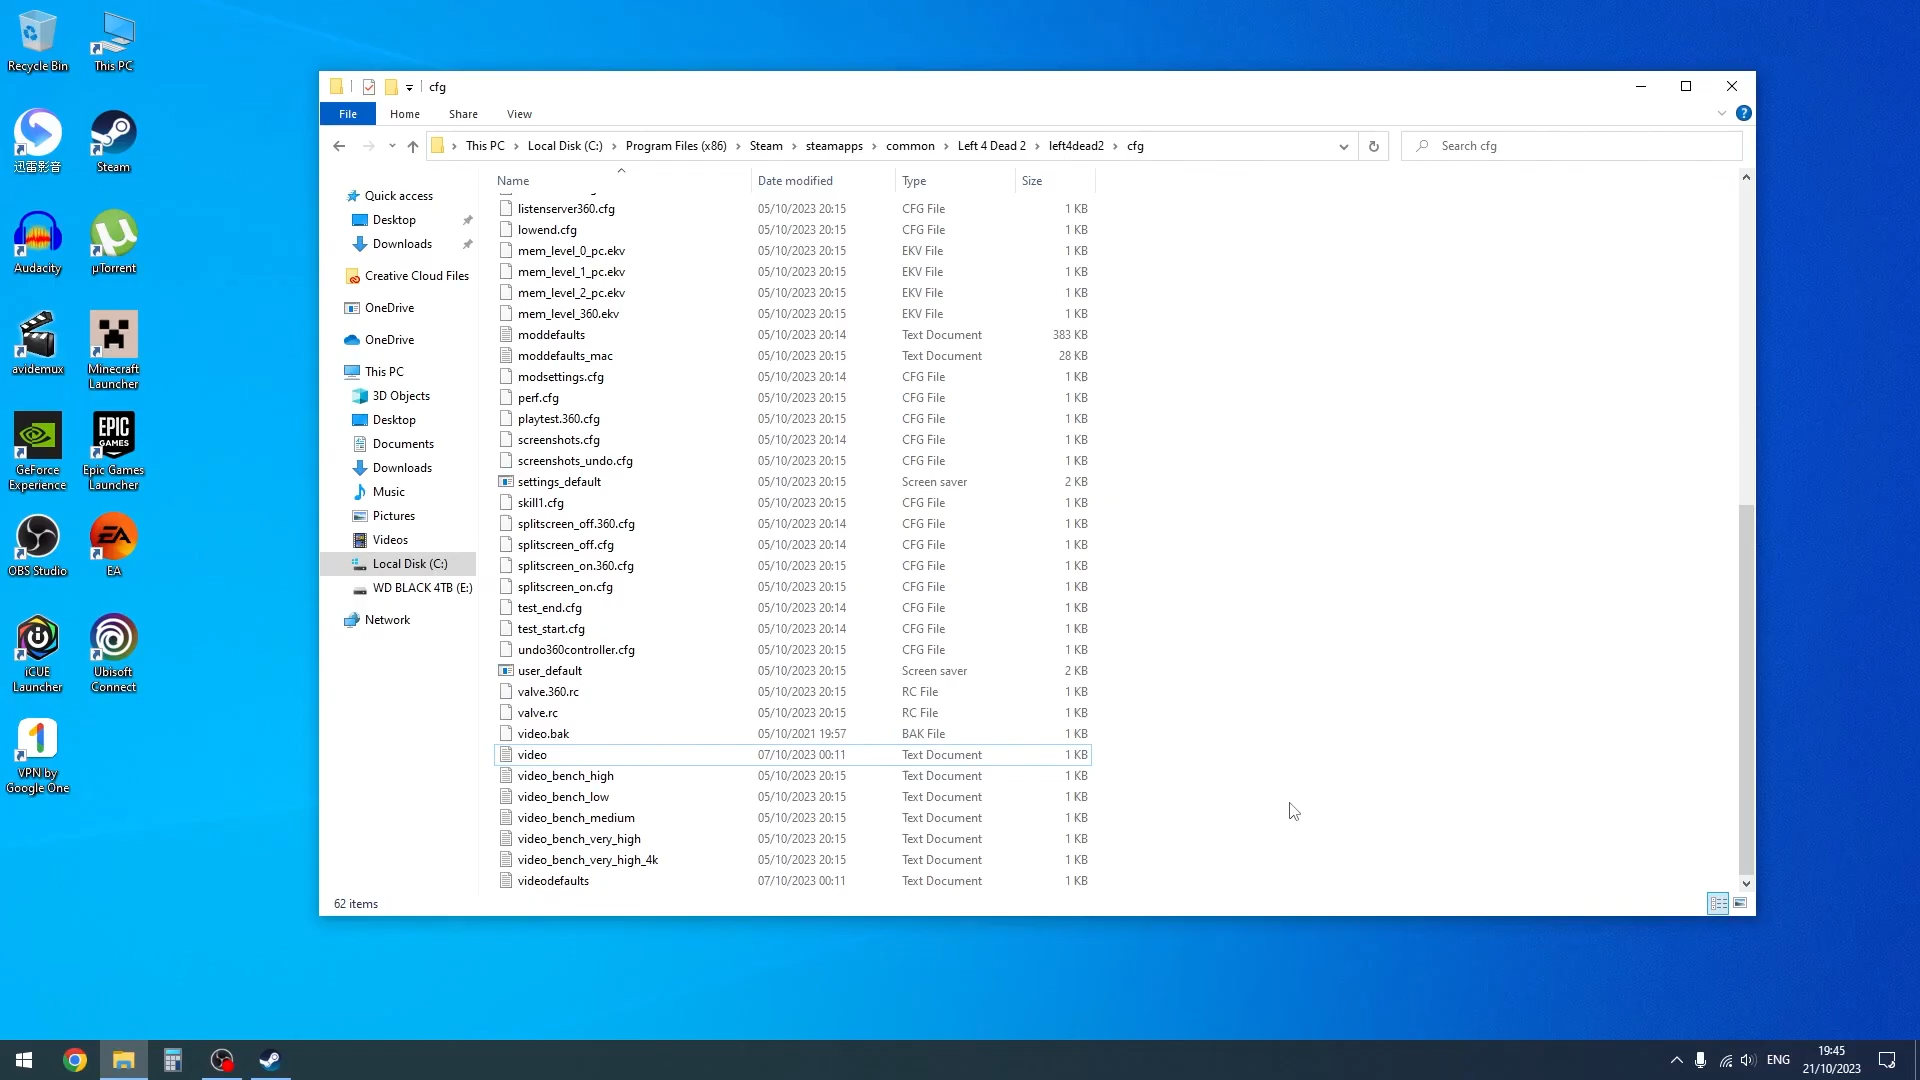 Recycle Bin
This PC
迅雷影音
Steam
Audacity
µTorrent
avidemux
Minecraft
Launcher
GeForce
Experience
EPIC
GAMES
Epic Games
Launcher
OBS Studio
EA
EA
iCUE
Launcher
Ubisoft
Connect
VPN by
Google One
cfg
File
Home
Share
View
This PC
Local Disk (C:)
Program Files (x86)
Steam
steamapps
common
Left 4 Dead 2
left4dead2
cfg
Search cfg
Quick access
Desktop
Downloads
Creative Cloud Files
OneDrive
OneDrive
This PC
3D Objects
Desktop
Documents
Downloads
Music
Pictures
Videos
Local Disk (C:)
WD BLACK 4TB (E:)
Network
Name Date modified Type Size
listenserver360.cfg 05/10/2023 20:15 CFG File 1 KB
lowend.cfg 05/10/2023 20:15 CFG File 1 KB
mem_level_0_pc.ekv 05/10/2023 20:15 EKV File 1 KB
mem_level_1_pc.ekv 05/10/2023 20:15 EKV File 1 KB
mem_level_2_pc.ekv 05/10/2023 20:15 EKV File 1 KB
mem_level_360.ekv 05/10/2023 20:15 EKV File 1 KB
moddefaults 05/10/2023 20:14 Text Document 383 KB
moddefaults_mac 05/10/2023 20:15 Text Document 28 KB
modsettings.cfg 05/10/2023 20:14 CFG File 1 KB
perf.cfg 05/10/2023 20:15 CFG File 1 KB
playtest.360.cfg 05/10/2023 20:15 CFG File 1 KB
screenshots.cfg 05/10/2023 20:14 CFG File 1 KB
screenshots_undo.cfg 05/10/2023 20:15 CFG File 1 KB
settings_default 05/10/2023 20:15 Screen saver 2 KB
skill1.cfg 05/10/2023 20:15 CFG File 1 KB
splitscreen_off.360.cfg 05/10/2023 20:14 CFG File 1 KB
splitscreen_off.cfg 05/10/2023 20:14 CFG File 1 KB
splitscreen_on.360.cfg 05/10/2023 20:15 CFG File 1 KB
splitscreen_on.cfg 05/10/2023 20:15 CFG File 1 KB
test_end.cfg 05/10/2023 20:14 CFG File 1 KB
test_start.cfg 05/10/2023 20:14 CFG File 1 KB
undo360controller.cfg 05/10/2023 20:15 CFG File 1 KB
user_default 05/10/2023 20:15 Screen saver 2 KB
valve.360.rc 05/10/2023 20:15 RC File 1 KB
valve.rc 05/10/2023 20:15 RC File 1 KB
video.bak 05/10/2021 19:57 BAK File 1 KB
video 07/10/2023 00:11 Text Document 1 KB
video_bench_high 05/10/2023 20:15 Text Document 1 KB
video_bench_low 05/10/2023 20:15 Text Document 1 KB
video_bench_medium 05/10/2023 20:15 Text Document 1 KB
video_bench_very_high 05/10/2023 20:15 Text Document 1 KB
video_bench_very_high_4k 05/10/2023 20:15 Text Document 1 KB
videodefaults 07/10/2023 00:11 Text Document 1 KB
62 items
ENG
19:45
21/10/2023